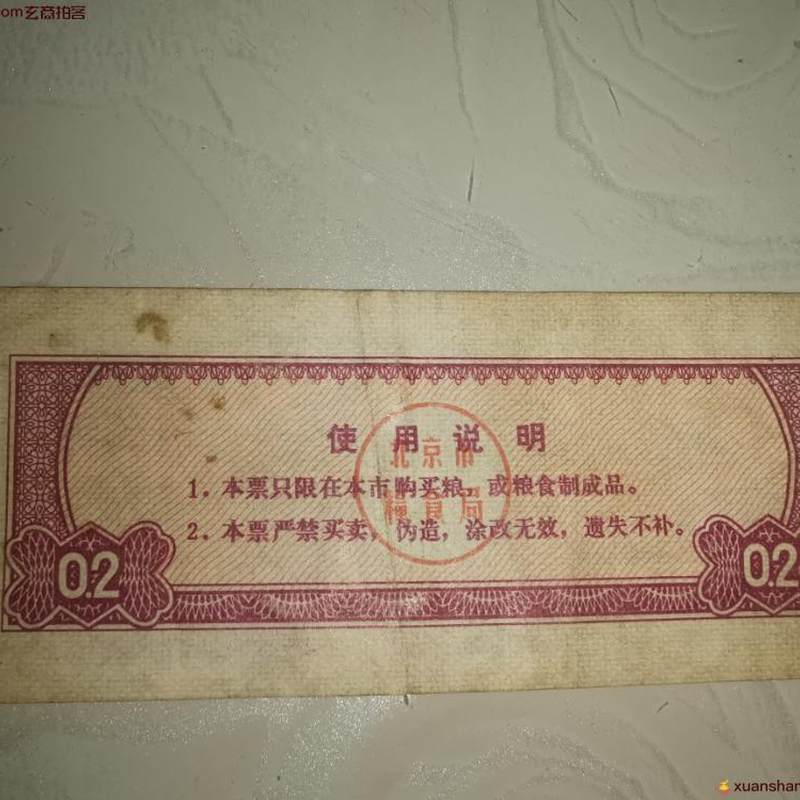 om玄商拍客
使用说明
北京市
粮食局
1. 本票只限在本市购买粮,或粮食制成品。
2. 本票严禁买卖,伪造,涂改无效,遗失不补。
0.2
0.2
xuanshan